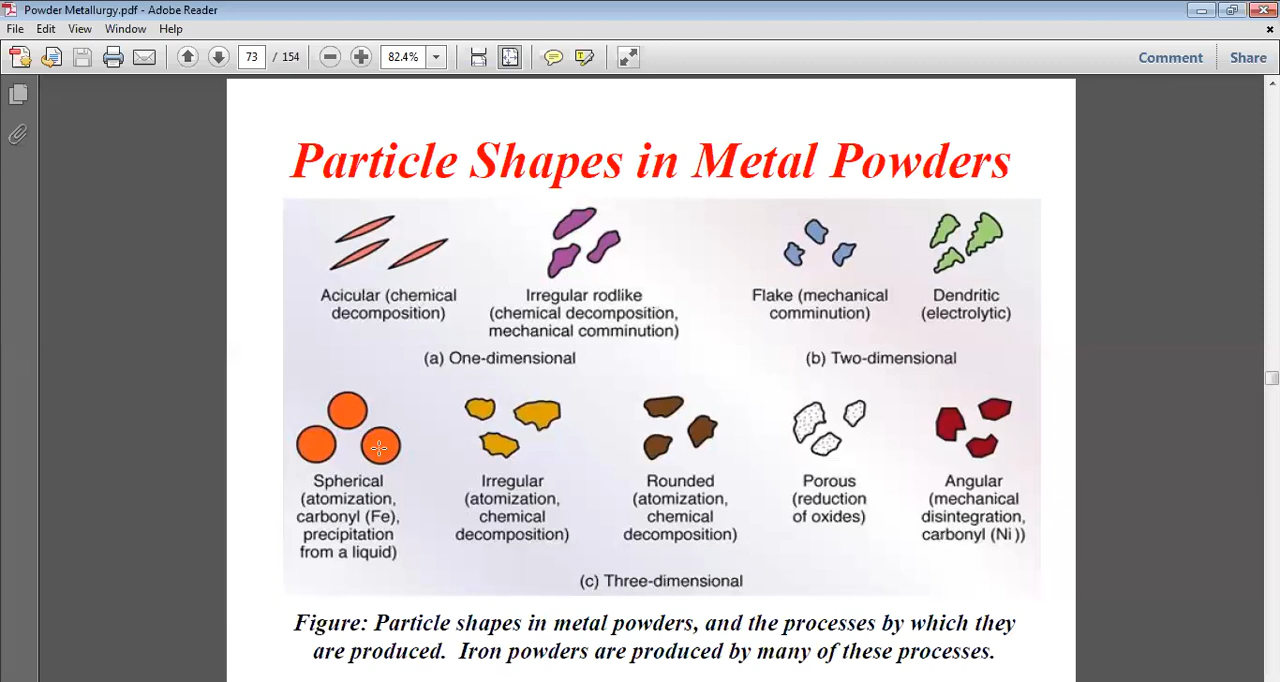 Powder Metallurgy.pdf - Adobe Reader
File Edit View Window Help
73 / 154 82.4% Comment Share
Particle Shapes in Metal Powders
Acicular (chemical
decomposition)
Irregular rodlike
(chemical decomposition,
mechanical comminution)
(a) One-dimensional
Flake (mechanical
comminution)
Dendritic
(electrolytic)
(b) Two-dimensional
Spherical
(atomization,
carbonyl (Fe),
precipitation
from a liquid)
Irregular
(atomization,
chemical
decomposition)
Rounded
(atomization,
chemical
decomposition)
Porous
(reduction
of oxides)
Angular
(mechanical
disintegration,
carbonyl (Ni))
(c) Three-dimensional
Figure: Particle shapes in metal powders, and the processes by which they
are produced. Iron powders are produced by many of these processes.